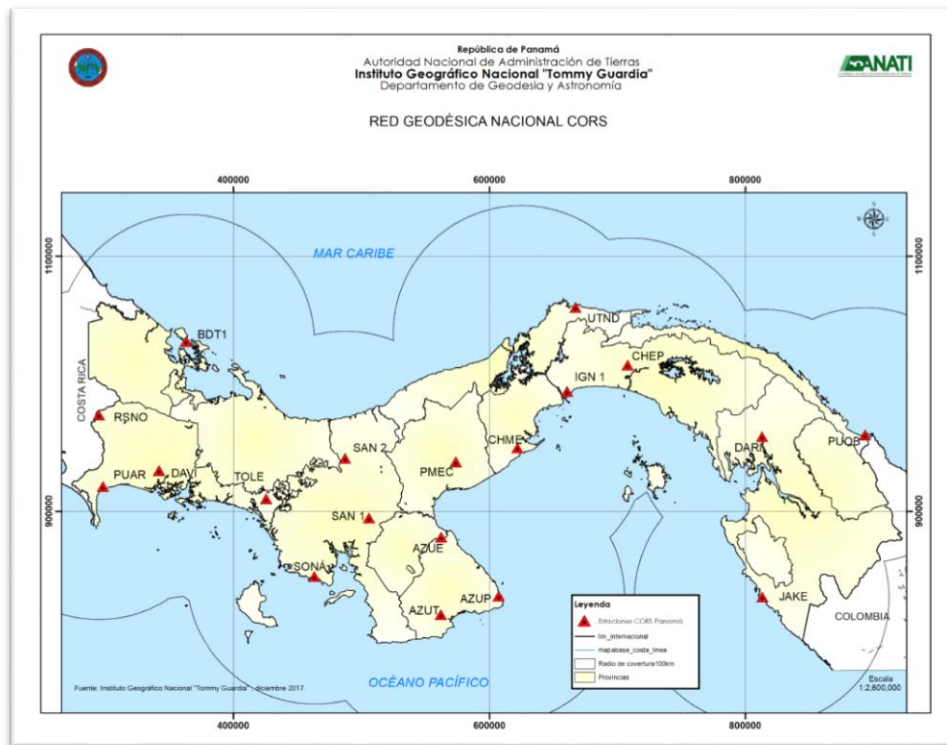 República de Panamá
Autoridad Nacional de Administración de Tierras
Instituto Geográfico Nacional "Tommy Guardia"
Departamento de Geodesia y Astronomía
ANATI
RED GEODÉSICA NACIONAL CORS
400000
600000
800000
1100000
1100000
MAR CARIBE
UTND
BDT1
CHEP
COSTA RICA
IGN 1
RSNO
SAN 2
CHME
DARI
PUOB
PUAR
DAVI
TOLE
PMEC
900000
900000
SAN 1
AZUE
SONÁ
AZUP
AZUT
JAKE
COLOMBIA
Leyenda
Estaciones CORS Panamá
lim_internacional
mapabase_costa_linea
Radio de covertura100km
Provincias
OCÉANO PACÍFICO
Fuente: Instituto Geográfico Nacional "Tommy Guardia" , diciembre 2017.
Escala
1:2,600,000
400000
600000
800000